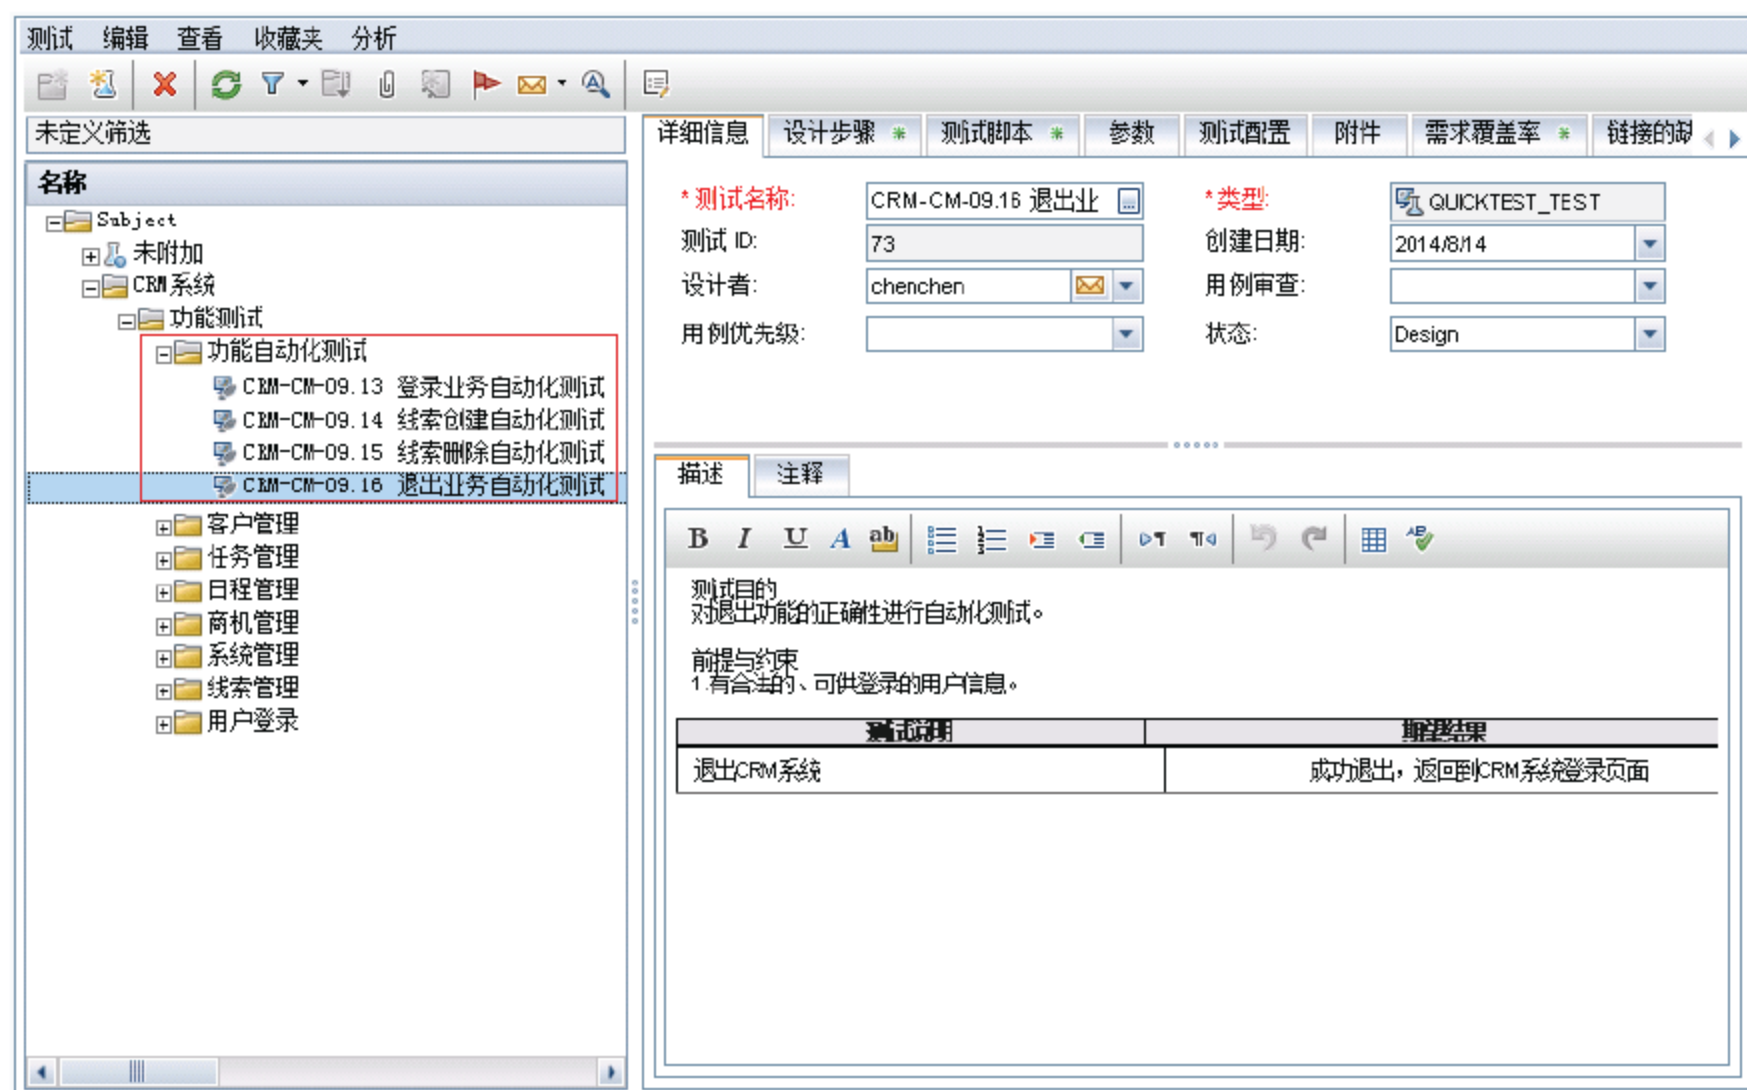 测试 编辑 查看 收藏夹 分析
未定义筛选
名称
Subject
未附加
CRM系统
功能测试
功能自动化测试
CRM-CM-09.13 登录业务自动化测试
CRM-CM-09.14 线索创建自动化测试
CRM-CM-09.15 线索删除自动化测试
CRM-CM-09.16 退出业务自动化测试
客户管理
任务管理
日程管理
商机管理
系统管理
线索管理
用户登录
详细信息 设计步骤 测试脚本 参数 测试配置 附件 需求覆盖率 链接的缺
*测试名称: CRM-CM-09.16 退出业 ... *类型: QUICKTEST_TEST
测试 ID: 73 创建日期: 2014/8/14
设计者: chenchen 用例审查:
用例优先级: 状态: Design
描述 注释
测试目的
对退出功能的正确性进行自动化测试。
前提与约束
1.有合法的、可供登录的用户信息。
测试说明 期望结果
退出CRM系统 成功退出，返回到CRM系统登录页面